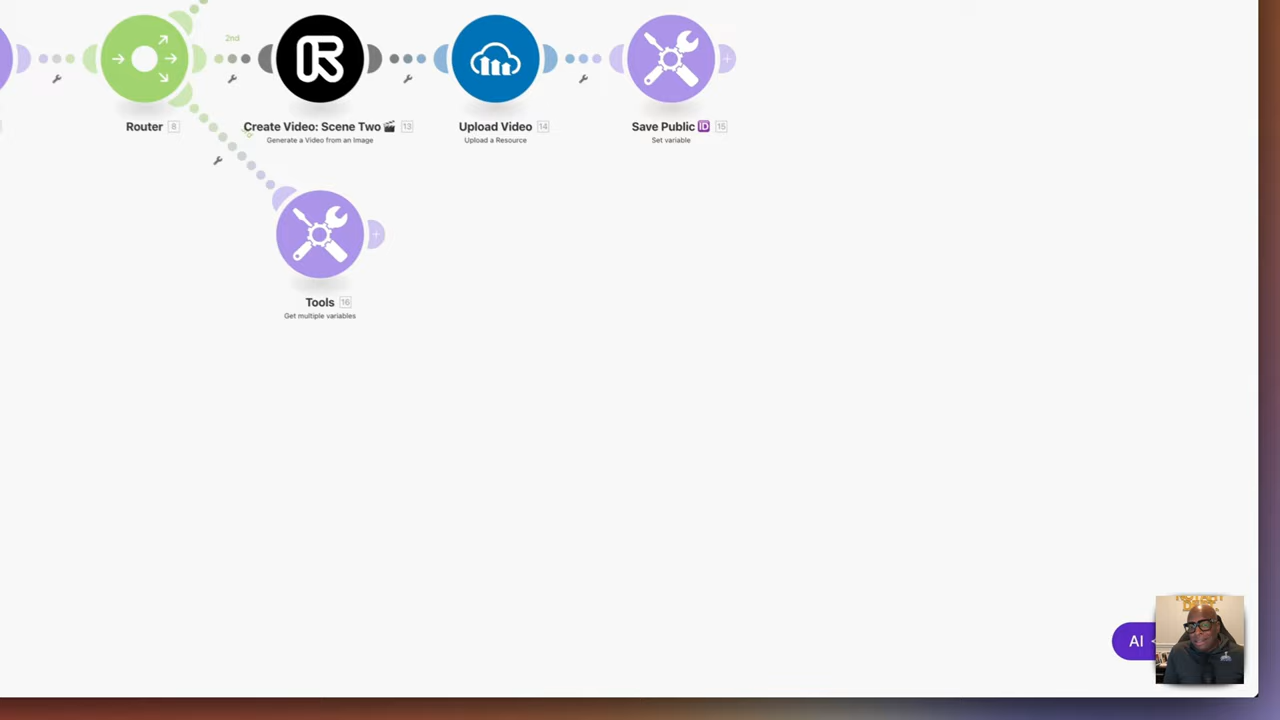 2nd
Router 8
Create Video: Scene Two 🎬 13
Generate a Video from an Image
Upload Video 14
Upload a Resource
Save Public 🆔 15
Set variable
Tools 16
Get multiple variables
AI